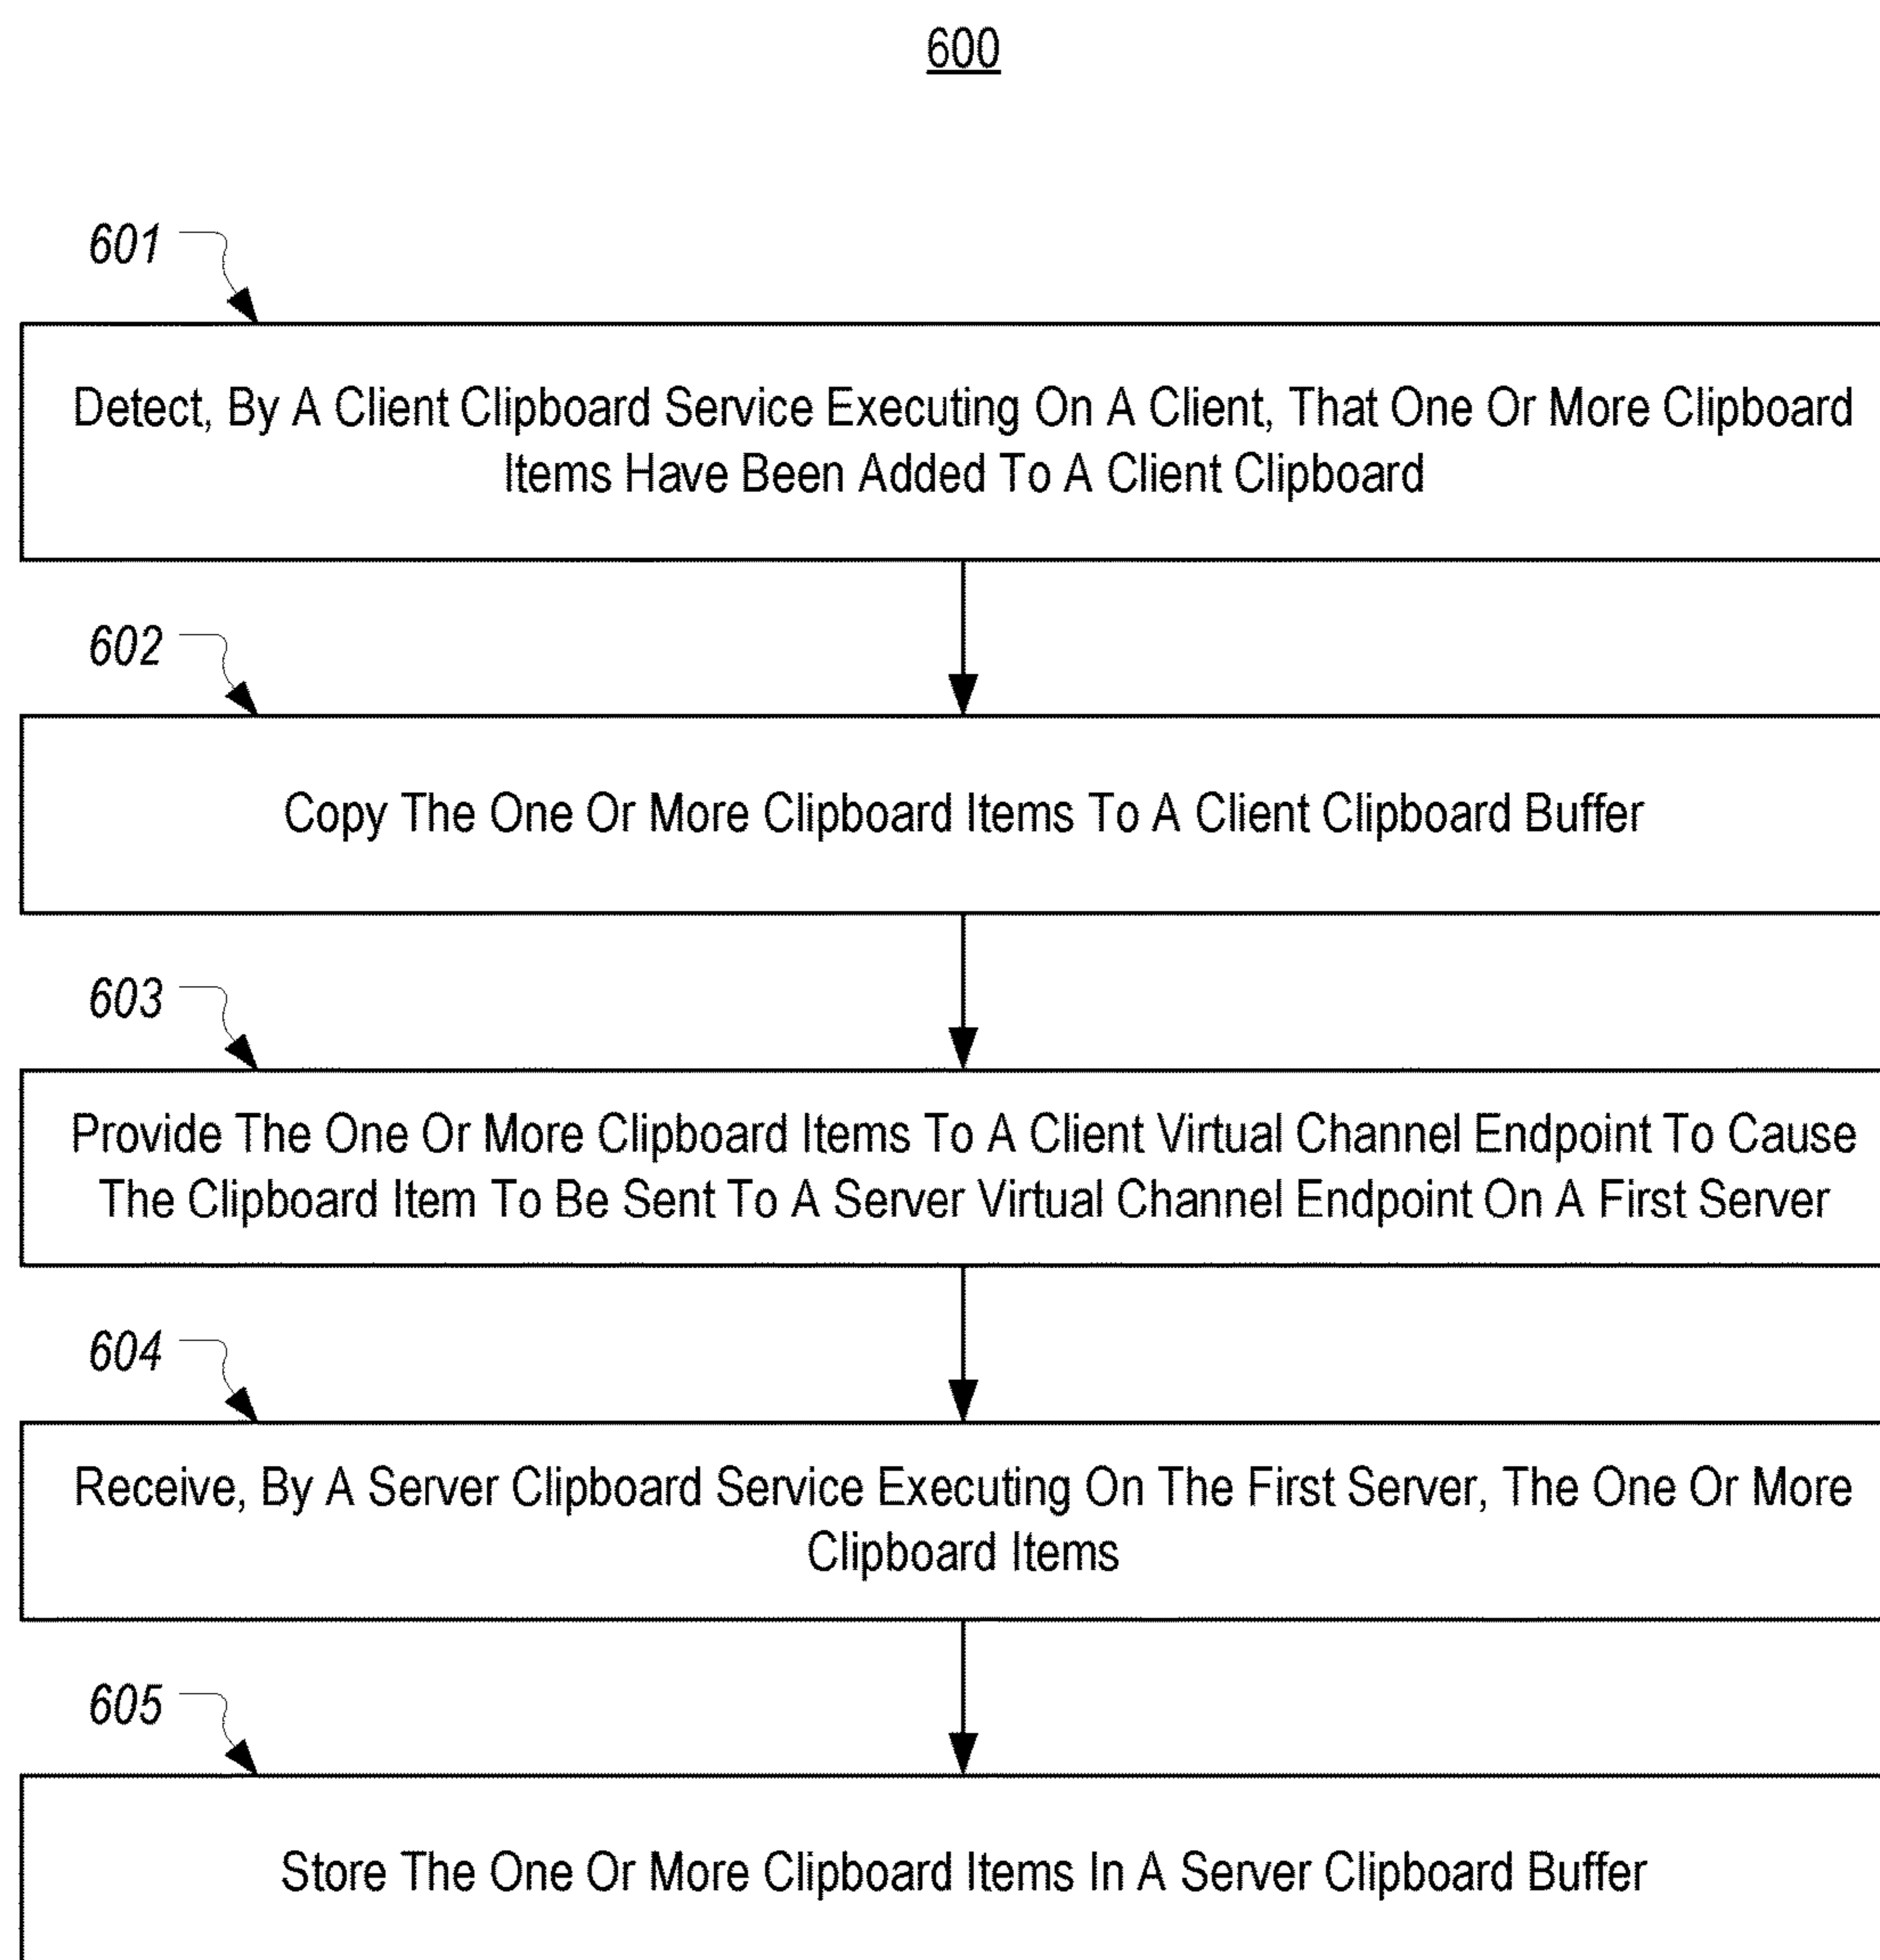 600
601
Detect, By A Client Clipboard Service Executing On A Client, That One Or More Clipboard
Items Have Been Added To A Client Clipboard
602
Copy The One Or More Clipboard Items To A Client Clipboard Buffer
603
Provide The One Or More Clipboard Items To A Client Virtual Channel Endpoint To Cause
The Clipboard Item To Be Sent To A Server Virtual Channel Endpoint On A First Server
604
Receive, By A Server Clipboard Service Executing On The First Server, The One Or More
Clipboard Items
605
Store The One Or More Clipboard Items In A Server Clipboard Buffer